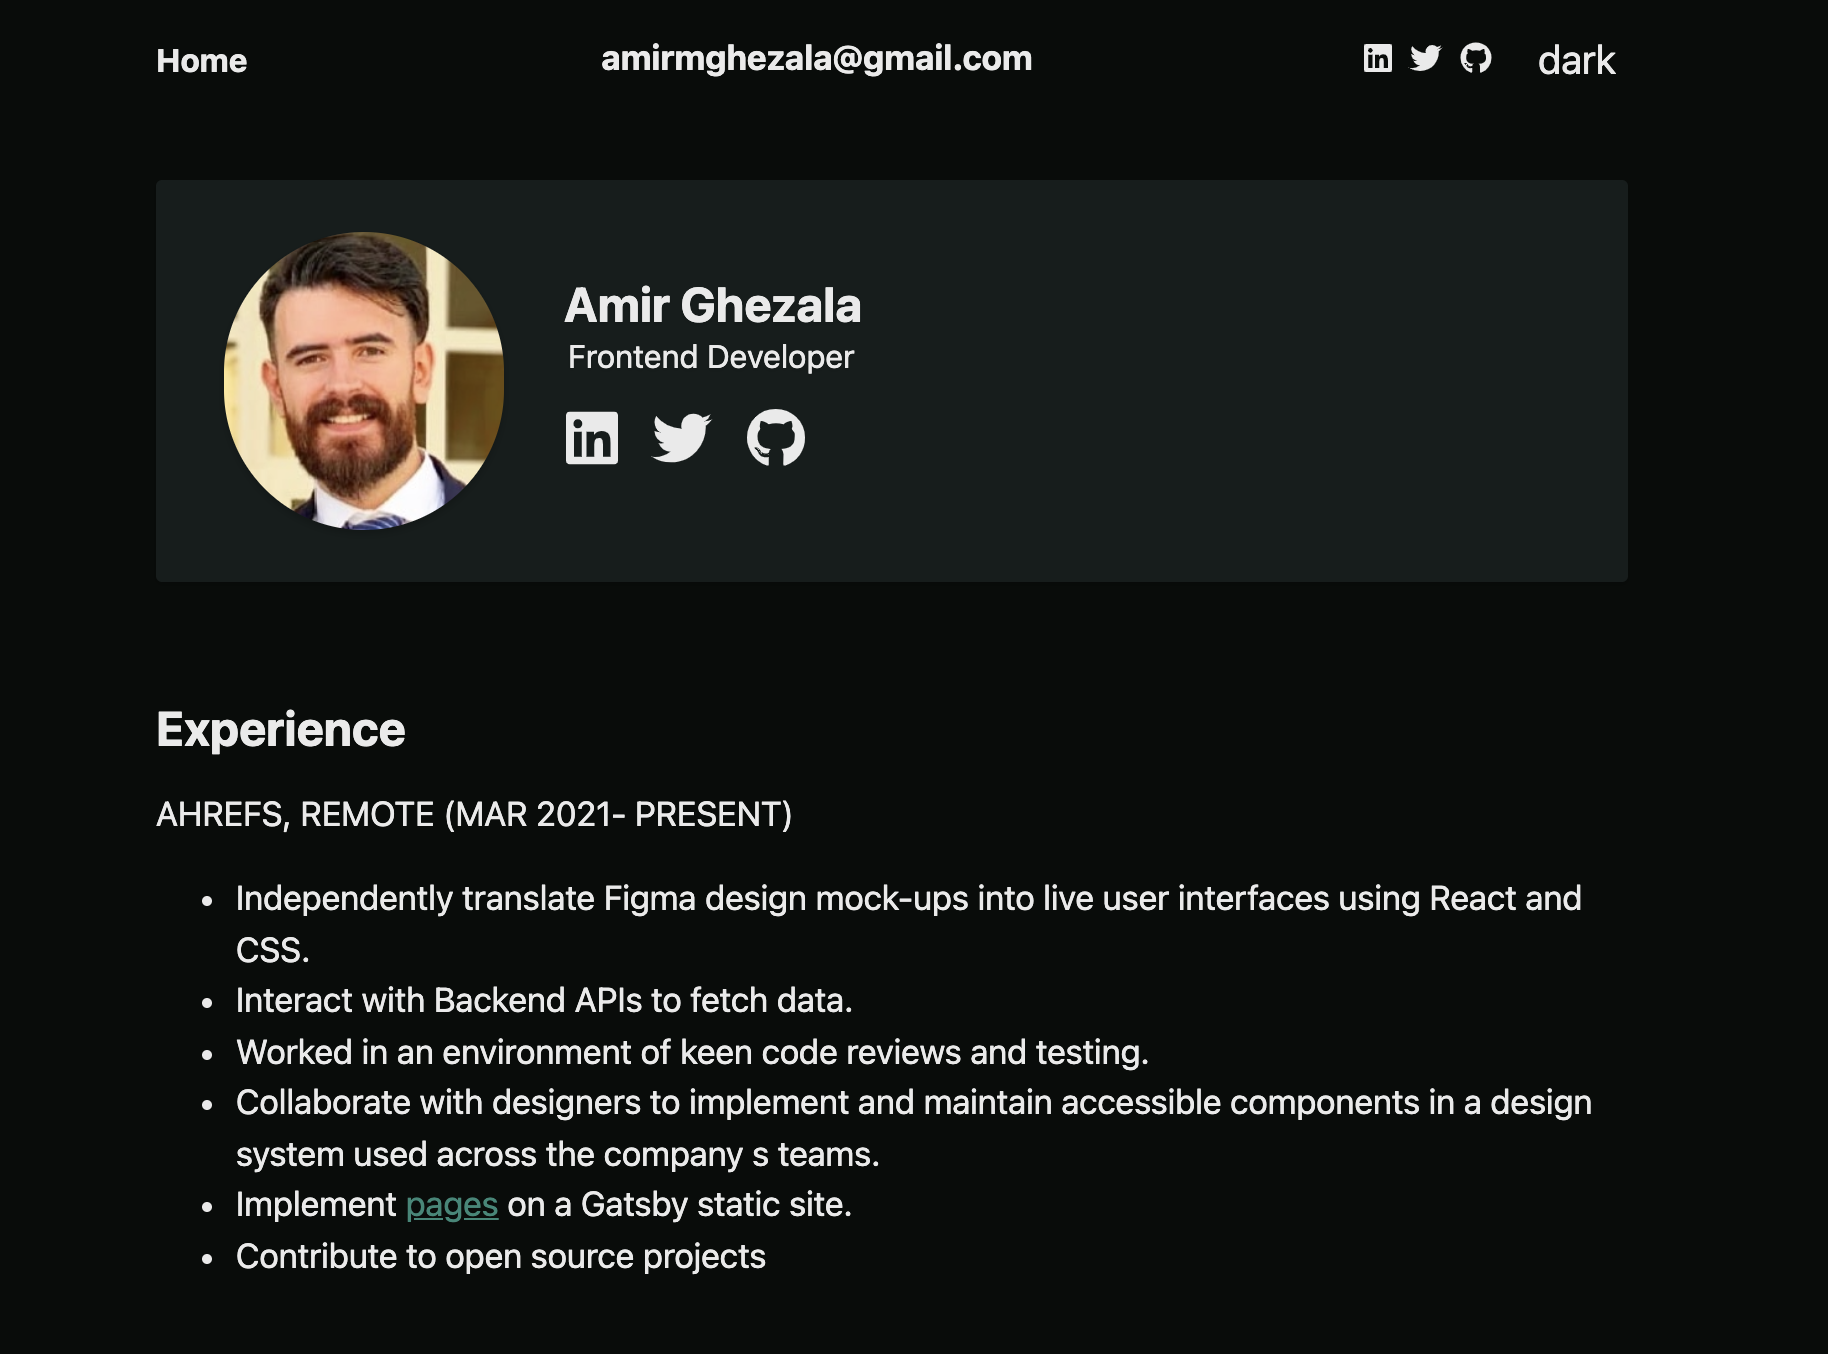 Home
amirmghezala@gmail.com
dark
Amir Ghezala
Frontend Developer
Experience
AHREFS, REMOTE (MAR 2021- PRESENT)
• Independently translate Figma design mock-ups into live user interfaces using React and
CSS.
• Interact with Backend APIs to fetch data.
• Worked in an environment of keen code reviews and testing.
• Collaborate with designers to implement and maintain accessible components in a design
system used across the company s teams.
• Implement pages on a Gatsby static site.
• Contribute to open source projects